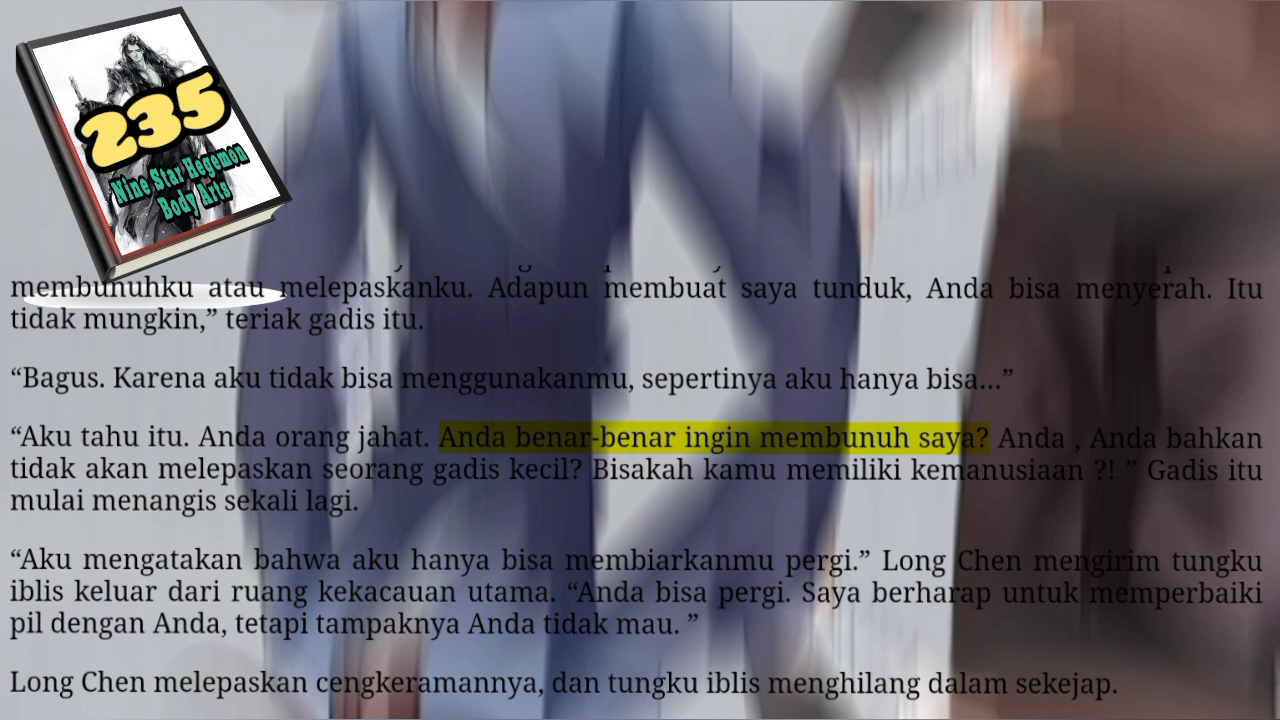 235
Nine Star Hegemon
Body Arts
membunuhku atau melepaskanku. Adapun membuat saya tunduk, Anda bisa menyerah. Itu
tidak mungkin,” teriak gadis itu.
“Bagus. Karena aku tidak bisa menggunakanmu, sepertinya aku hanya bisa…”
“Aku tahu itu. Anda orang jahat. Anda benar-benar ingin membunuh saya? Anda , Anda bahkan
tidak akan melepaskan seorang gadis kecil? Bisakah kamu memiliki kemanusiaan ?! ” Gadis itu
mulai menangis sekali lagi.
“Aku mengatakan bahwa aku hanya bisa membiarkanmu pergi.” Long Chen mengirim tungku
iblis keluar dari ruang kekacauan utama. “Anda bisa pergi. Saya berharap untuk memperbaiki
pil dengan Anda, tetapi tampaknya Anda tidak mau. ”
Long Chen melepaskan cengkeramannya, dan tungku iblis menghilang dalam sekejap.